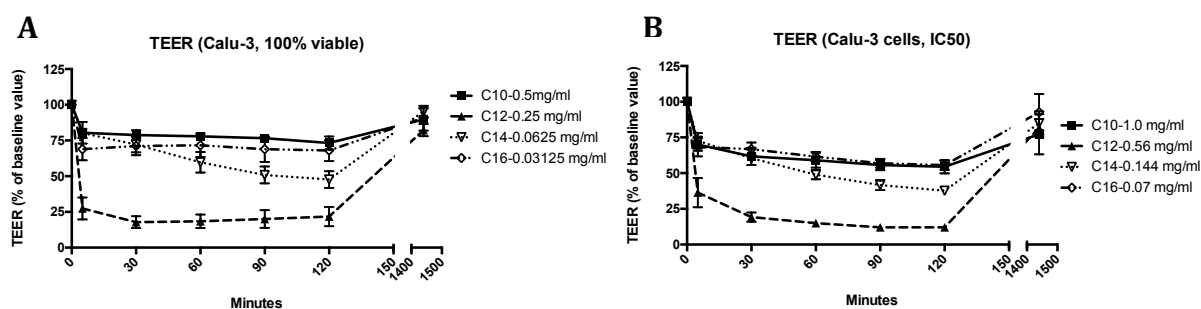 A
TEER (Calu-3, 100% viable)
TEER (% of baseline value)
125
100
75
50
25
0
0
30
60
90
120
150
1400
1500
Minutes
C10-0.5mg/ml
C12-0.25 mg/ml
C14-0.0625 mg/ml
C16-0.03125 mg/ml
B
TEER (Calu-3 cells, IC50)
TEER (% of baseline value)
125
100
75
50
25
0
0
30
60
90
120
150
1400
1500
Minutes
C10-1.0 mg/ml
C12-0.56 mg/ml
C14-0.144 mg/ml
C16-0.07 mg/ml